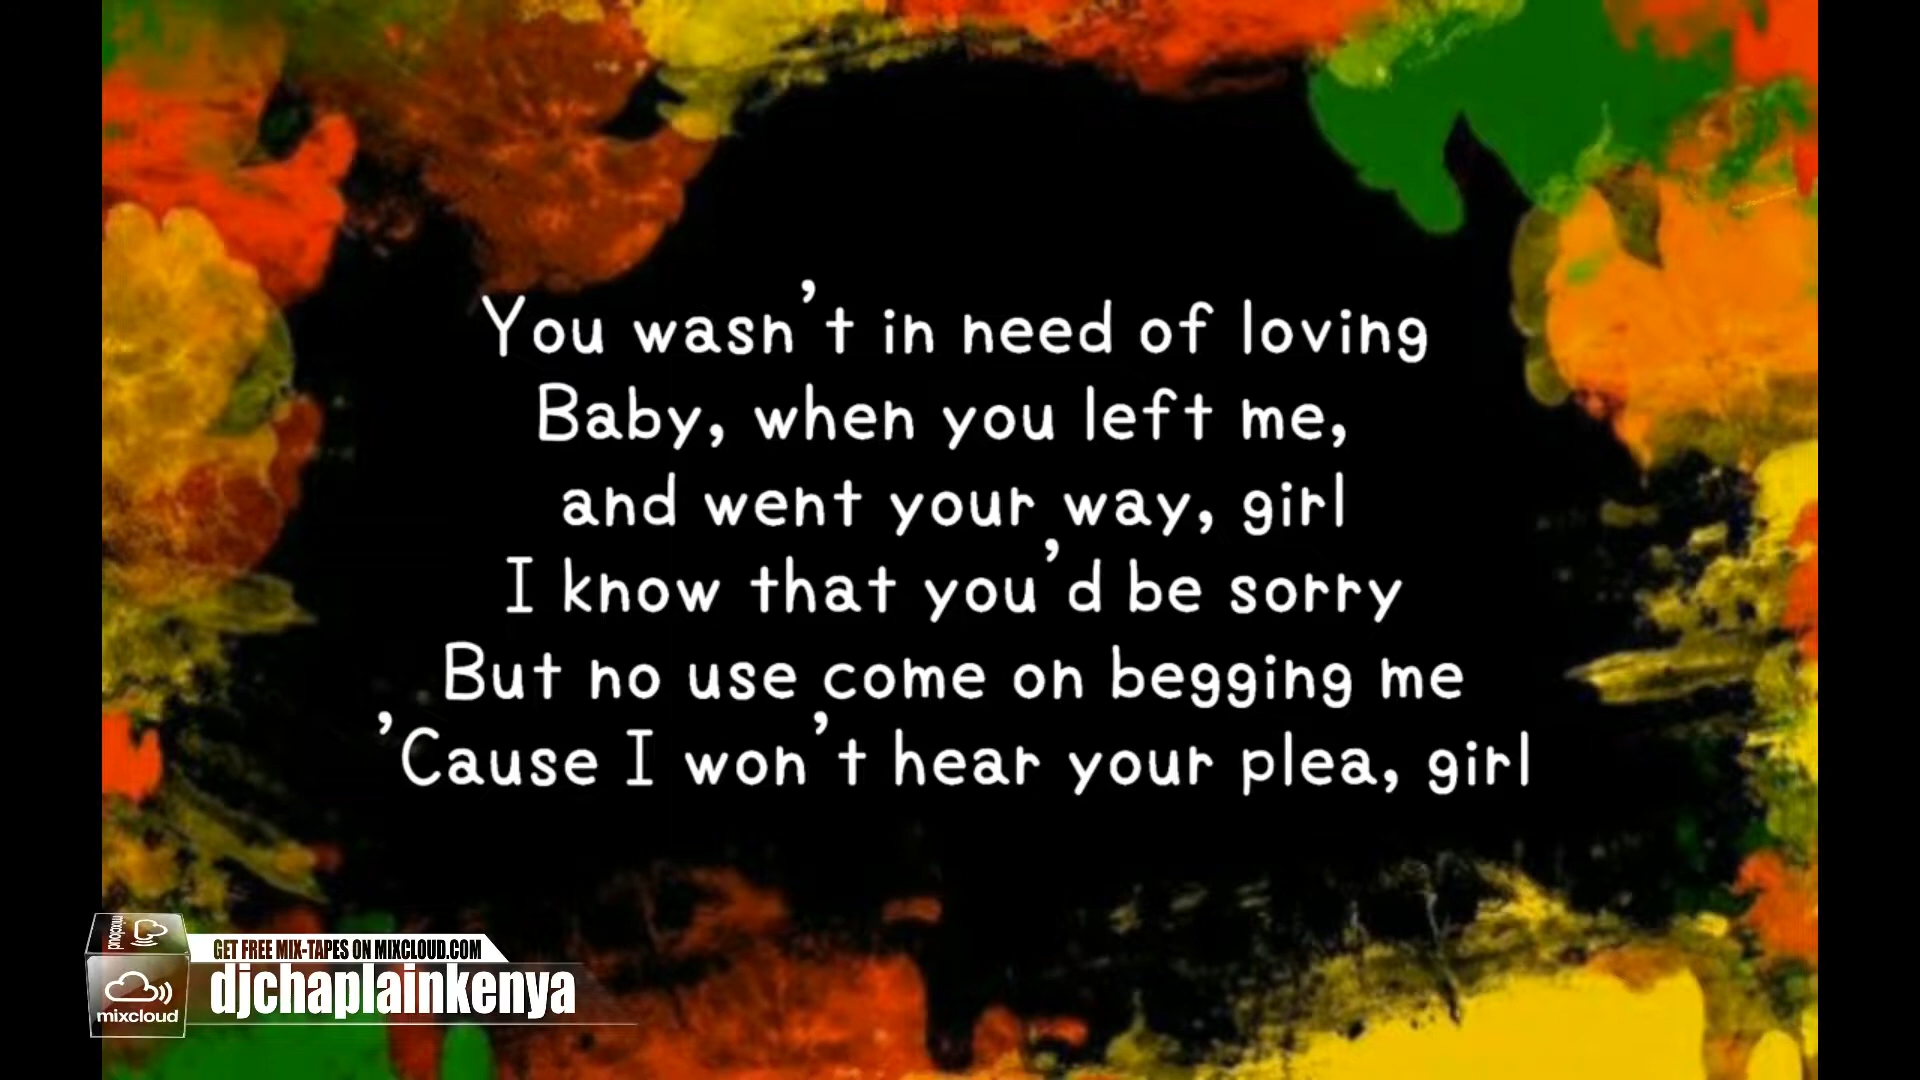 You wasn't in need of loving
Baby, when you left me,
and went your way, girl
I know that you'd be sorry
But no use come on begging me
'Cause I won't hear your plea, girl
GET FREE MIX-TAPES ON MIXCLOUD.COM
djchaplainkenya
mixcloud
mixcloud